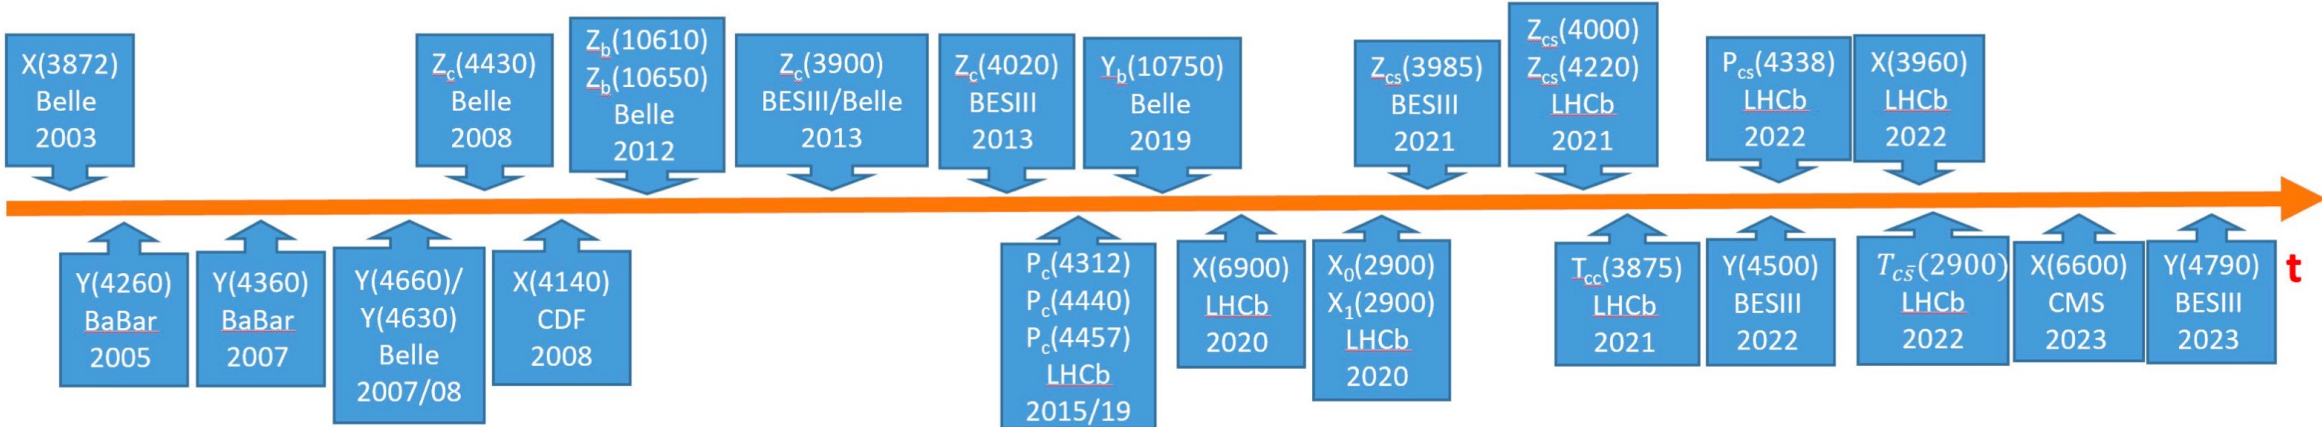 X(3872)
Belle
2003
Z_c(4430)
Belle
2008
Z_b(10610)
Z_b(10650)
Belle
2012
Z_c(3900)
BESIII/Belle
2013
Z_c(4020)
BESIII
2013
Y_b(10750)
Belle
2019
Z_cs(3985)
BESIII
2021
Z_cs(4000)
Z_cs(4220)
LHCb
2021
P_cs(4338)
LHCb
2022
X(3960)
LHCb
2022
Y(4260)
BaBar
2005
Y(4360)
BaBar
2007
Y(4660)/
Y(4630)
Belle
2007/08
X(4140)
CDF
2008
P_c(4312)
P_c(4440)
P_c(4457)
LHCb
2015/19
X(6900)
LHCb
2020
X_0(2900)
X_1(2900)
LHCb
2020
T_cc(3875)
LHCb
2021
Y(4500)
BESIII
2022
T_cs̄(2900)
LHCb
2022
X(6600)
CMS
2023
Y(4790)
BESIII
2023
t